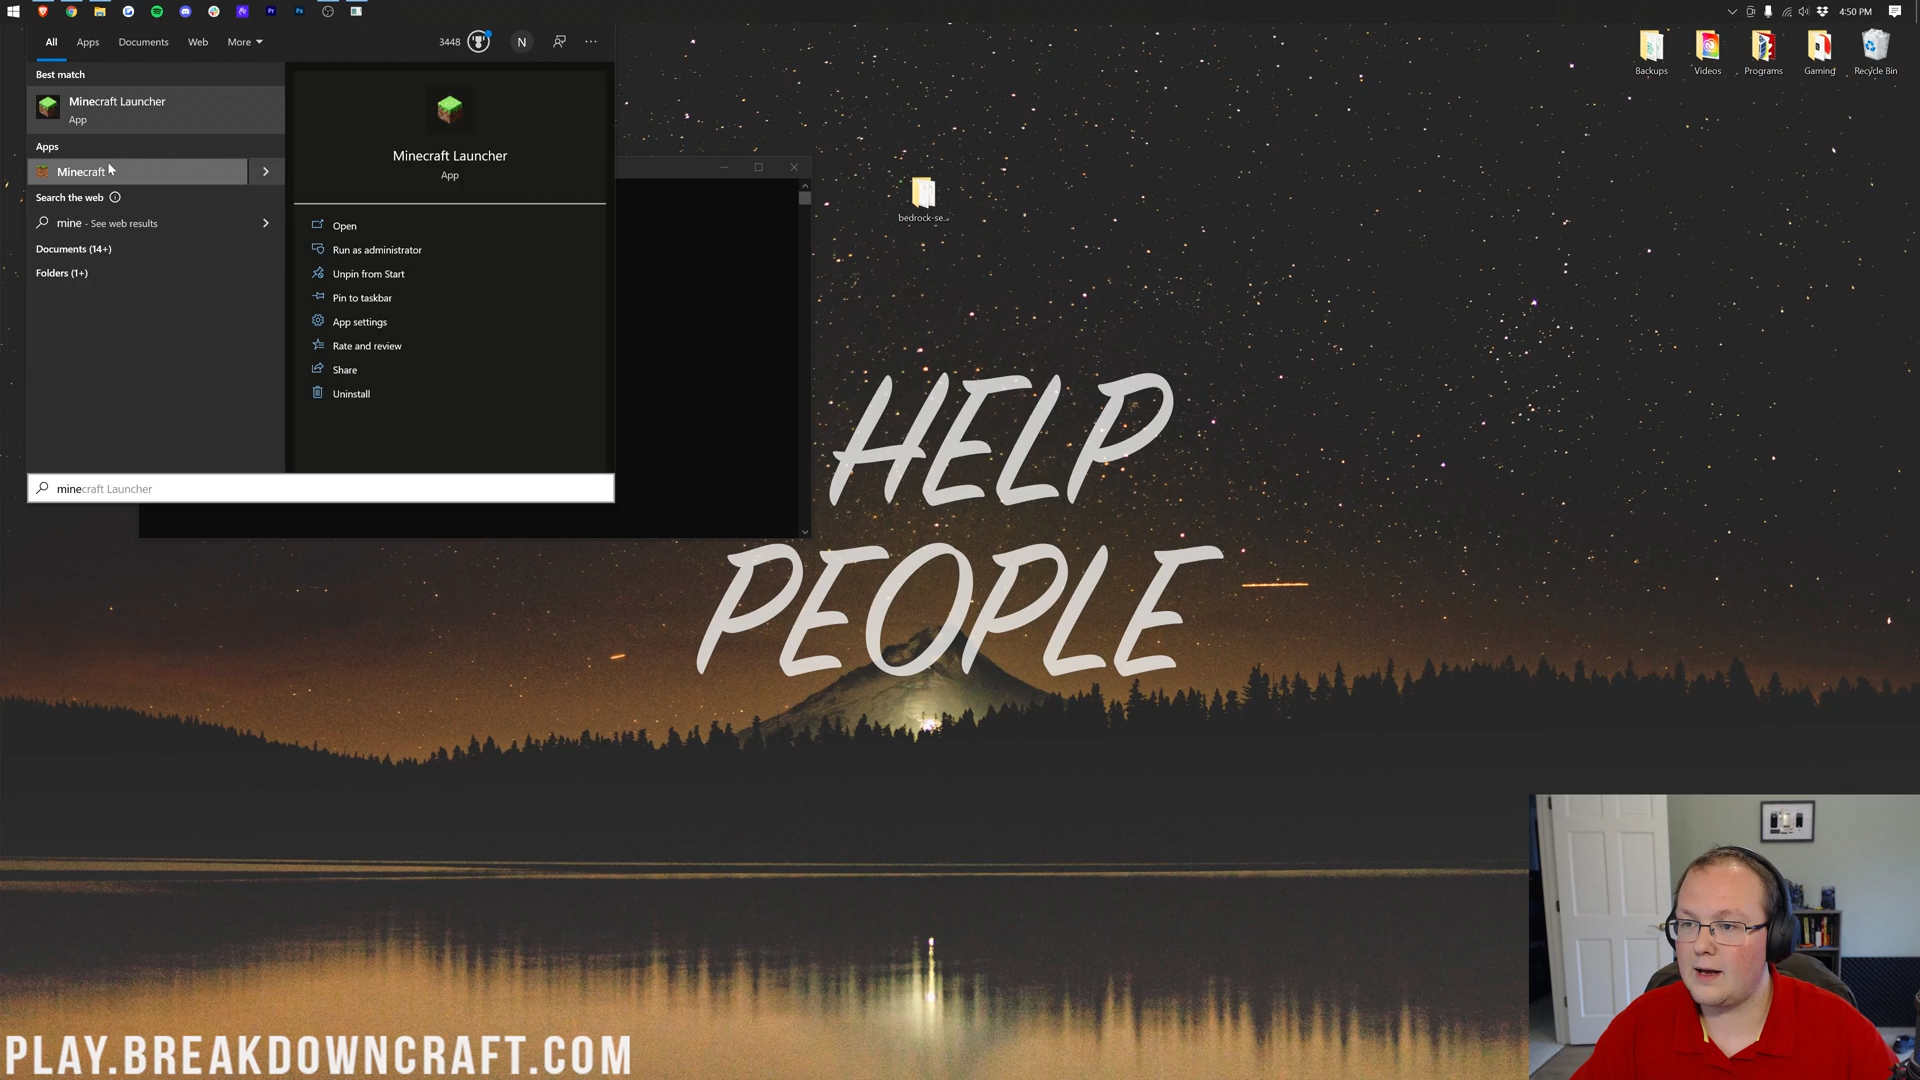 4:50 PM
All Apps Documents Web More
3448 N
Best match
Minecraft Launcher
App
Apps
Minecraft
Search the web
mine - See web results
Documents (14+)
Folders (1+)
Minecraft Launcher
App
Open
Run as administrator
Unpin from Start
Pin to taskbar
App settings
Rate and review
Share
Uninstall
minecraft Launcher
Backups
Videos
Programs
Gaming
Recycle Bin
bedrock-se...
HELP
PEOPLE
PLAY.BREAKDOWNCRAFT.COM